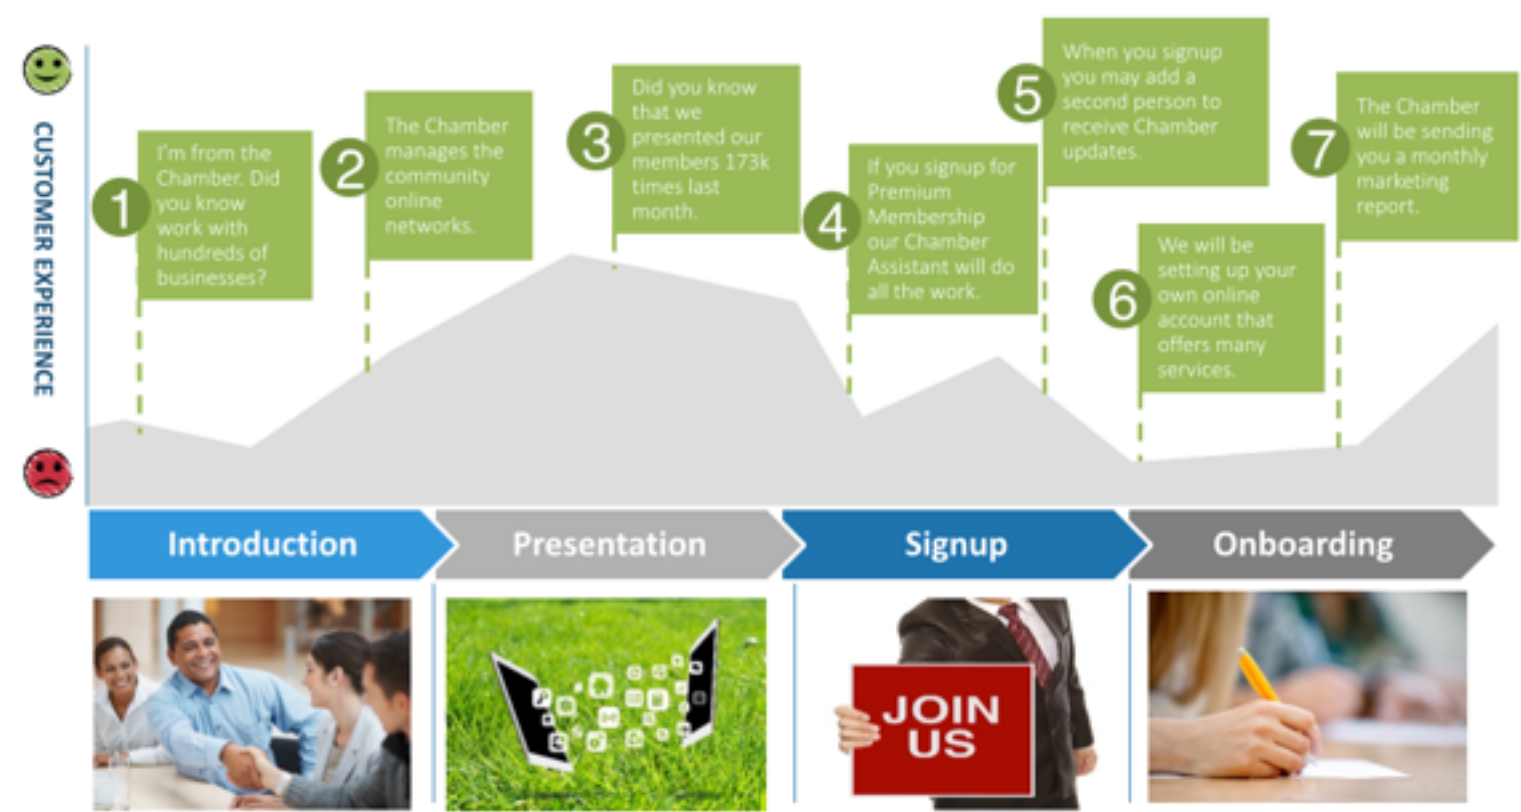 CUSTOMER EXPERIENCE
1
I'm from the
Chamber. Did
you know
work with
hundreds of
businesses?
2
The Chamber
manages the
community
online
networks.
3
Did you know
that we
presented our
members 173k
times last
month.
4
If you signup for
Premium
Membership
our Chamber
Assistant will do
all the work.
5
When you signup
you may add a
second person to
receive Chamber
updates.
6
We will be
setting up your
own online
account that
offers many
services.
7
The Chamber
will be sending
you a monthly
marketing
report.
Introduction
Presentation
Signup
Onboarding
JOIN
US